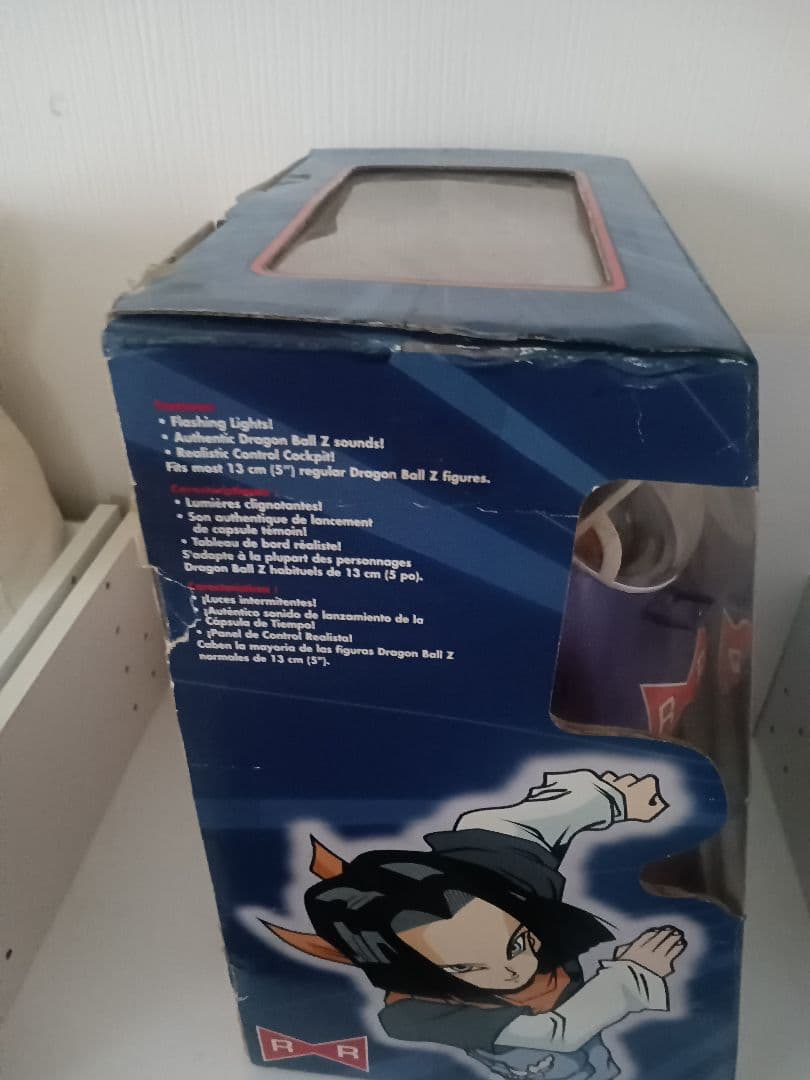 Features:
• Flashing Lights!
• Authentic Dragon Ball Z sounds!
• Realistic Control Cockpit!
Fits most 13 cm (5") regular Dragon Ball Z figures.
Caractéristiques :
• Lumières clignotantes!
• Son authentique de lancement
de capsule témoin!
• Tableau de bord réaliste!
S'adapte à la plupart des personnages
Dragon Ball Z habituels de 13 cm (5 po).
• ¡Luces intermitentes!
¡Auténtico sonido de lanzamiento de la
Cápsula de Tiempo!
• ¡Panel de Control Realista!
Caben la mayoria de las figuras Dragon Ball Z
normales de 13 cm (5").
R
R R